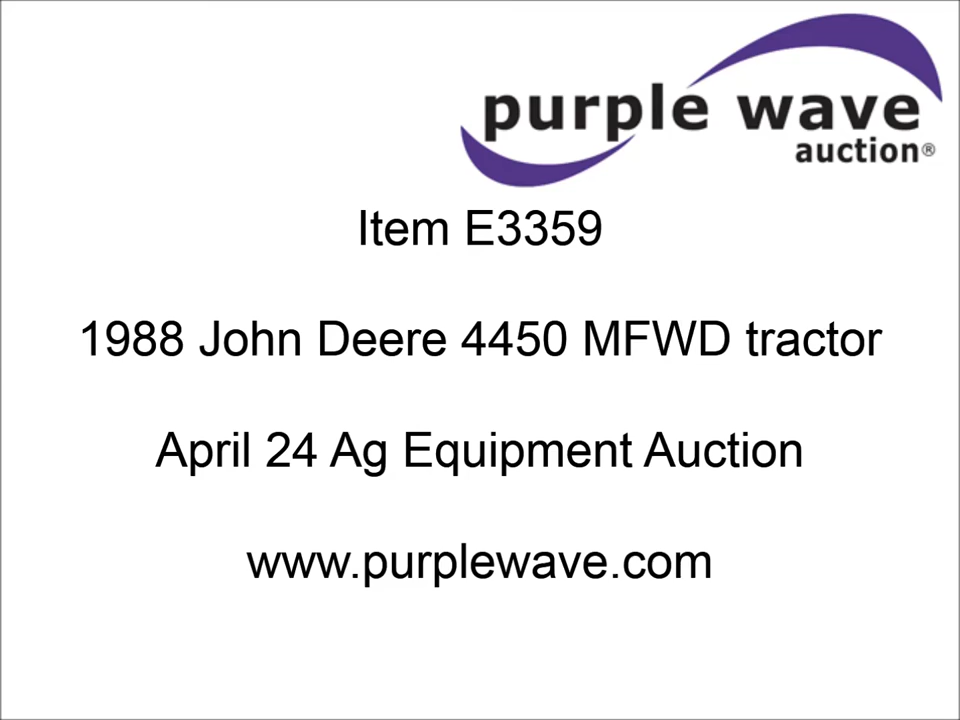 purple wave
auction®
Item E3359
1988 John Deere 4450 MFWD tractor
April 24 Ag Equipment Auction
www.purplewave.com